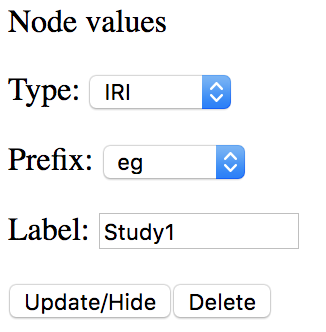 Node values
Type: IRI
Prefix: eg
Label: Study1
Update/Hide Delete